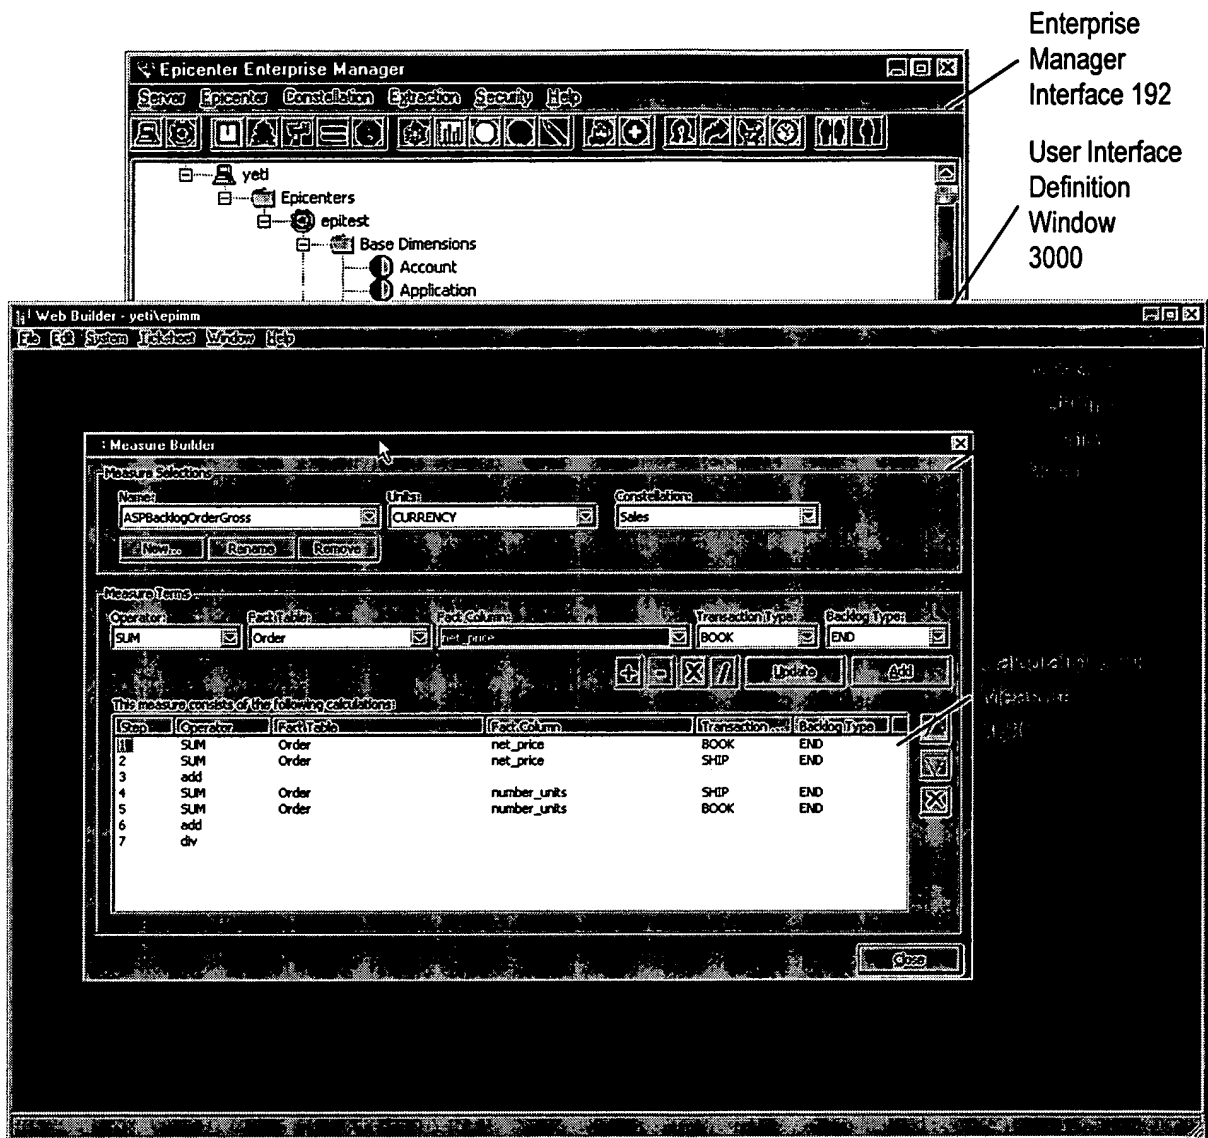 Enterprise
Manager
Interface 192
Epicenter Enterprise Manager
Server Epicenter Constellation Extraction Security Help
User Interface
Definition
Window
3000
yeti
Epicenters
epitest
Base Dimensions
Account
Application
Web Builder - yeti\epimm
File Edit System Ticksheet Window Help
Measure Builder
Measure Selections
Name: Units: Constellation:
ASPBacklogOrderGross CURRENCY Sales
New... Rename Remove
Measure Terms
Operator: Fact Table: Fact Column: Transaction Type: Backlog Type:
SUM Order net_price BOOK END
+ - X / Update Add
This measure consists of the following calculations:
Step Operator Fact Table Fact Column Transaction ... Backlog Type
1 SUM Order net_price BOOK END
2 SUM Order net_price SHIP END
3 add
4 SUM Order number_units SHIP END
5 SUM Order number_units BOOK END
6 add
7 div
Close